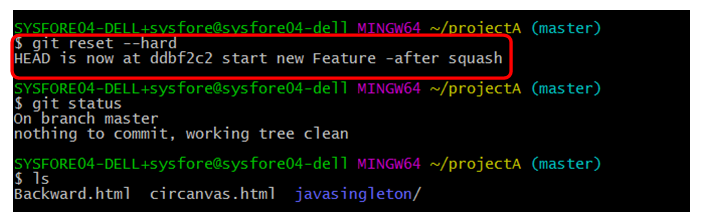 SYSFORE04-DELL+sysfore@sysfore04-dell MINGW64 ~/projectA (master)
$ git reset --hard
HEAD is now at ddbf2c2 start new Feature -after squash
SYSFORE04-DELL+sysfore@sysfore04-dell MINGW64 ~/projectA (master)
$ git status
On branch master
nothing to commit, working tree clean
SYSFORE04-DELL+sysfore@sysfore04-dell MINGW64 ~/projectA (master)
$ ls
Backward.html  circanvas.html  javasingleton/